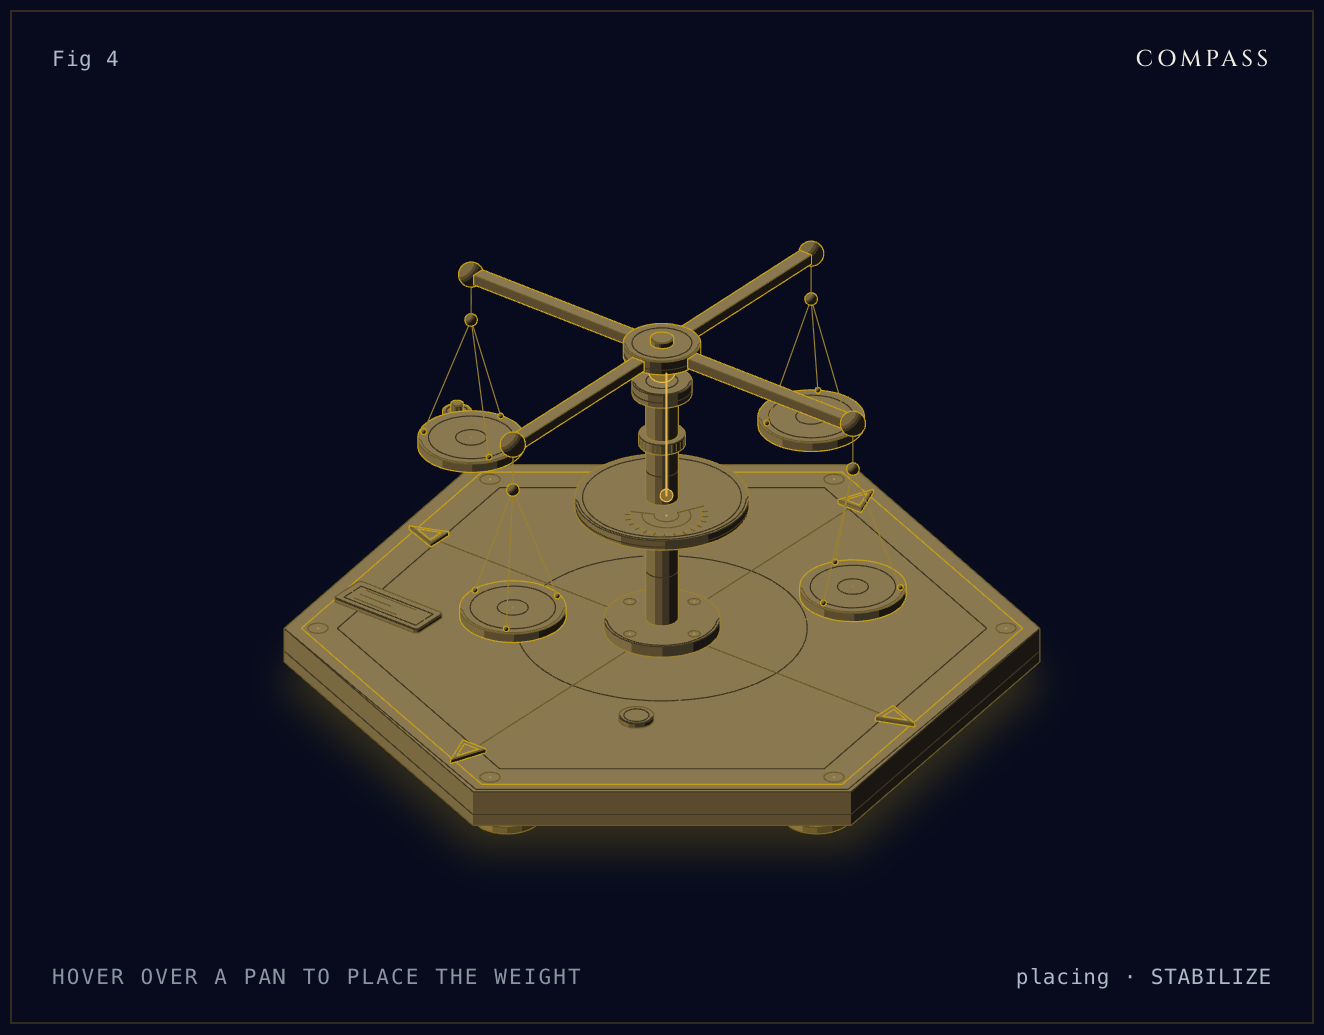 Fig 4
COMPASS
HOVER OVER A PAN TO PLACE THE WEIGHT
placing · STABILIZE